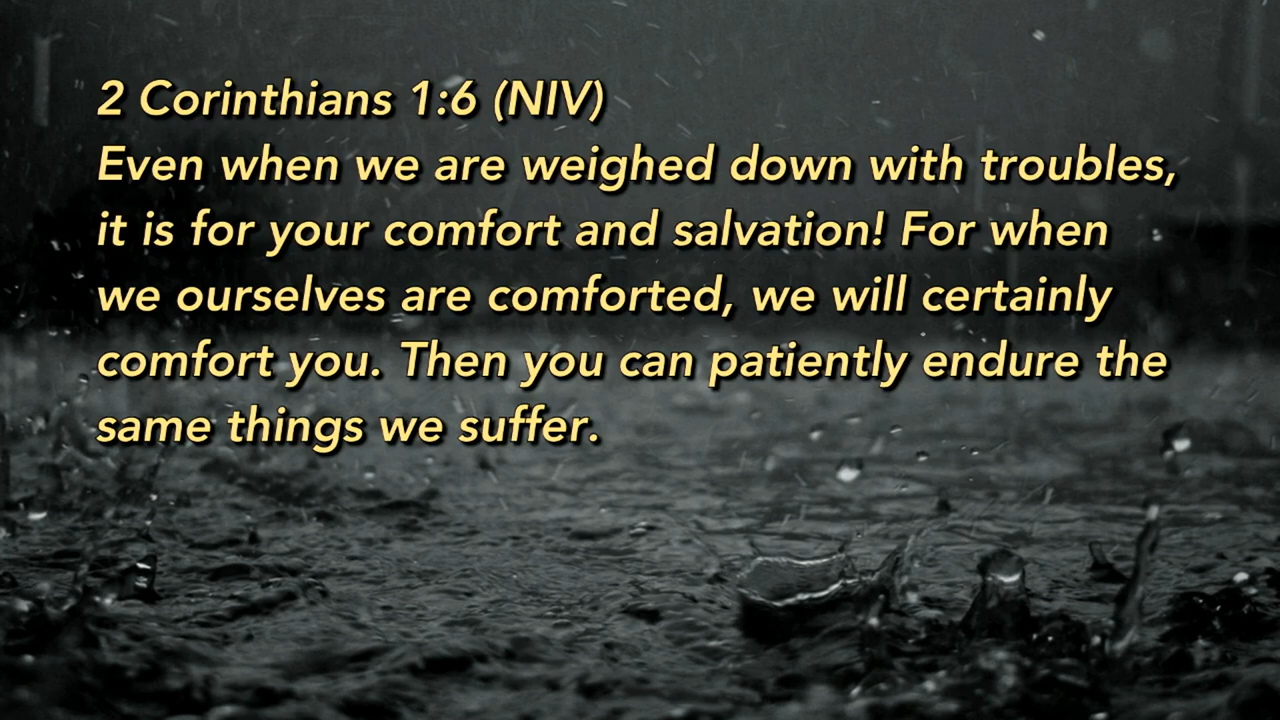 2 Corinthians 1:6 (NIV)
Even when we are weighed down with troubles,
it is for your comfort and salvation! For when
we ourselves are comforted, we will certainly
comfort you. Then you can patiently endure the
same things we suffer.